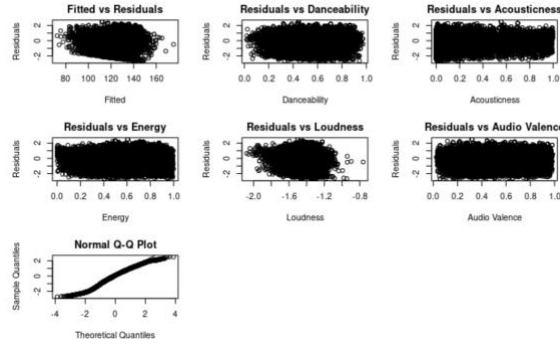 Fitted vs Residuals
Residuals
2
0
-2
80 100 120 140 160
Fitted
Residuals vs Danceability
Residuals
2
0
-2
0.0 0.2 0.4 0.6 0.8 1.0
Danceability
Residuals vs Acousticness
Residuals
2
0
-2
0.0 0.2 0.4 0.6 0.8 1.0
Acousticness
Residuals vs Energy
Residuals
2
0
-2
0.0 0.2 0.4 0.6 0.8 1.0
Energy
Residuals vs Loudness
Residuals
2
0
-2
-2.0 -1.6 -1.2 -0.8
Loudness
Residuals vs Audio Valence
Residuals
2
0
-2
0.0 0.2 0.4 0.6 0.8 1.0
Audio Valence
Normal Q-Q Plot
Sample Quantiles
2
0
-2
-4 -2 0 2 4
Theoretical Quantiles